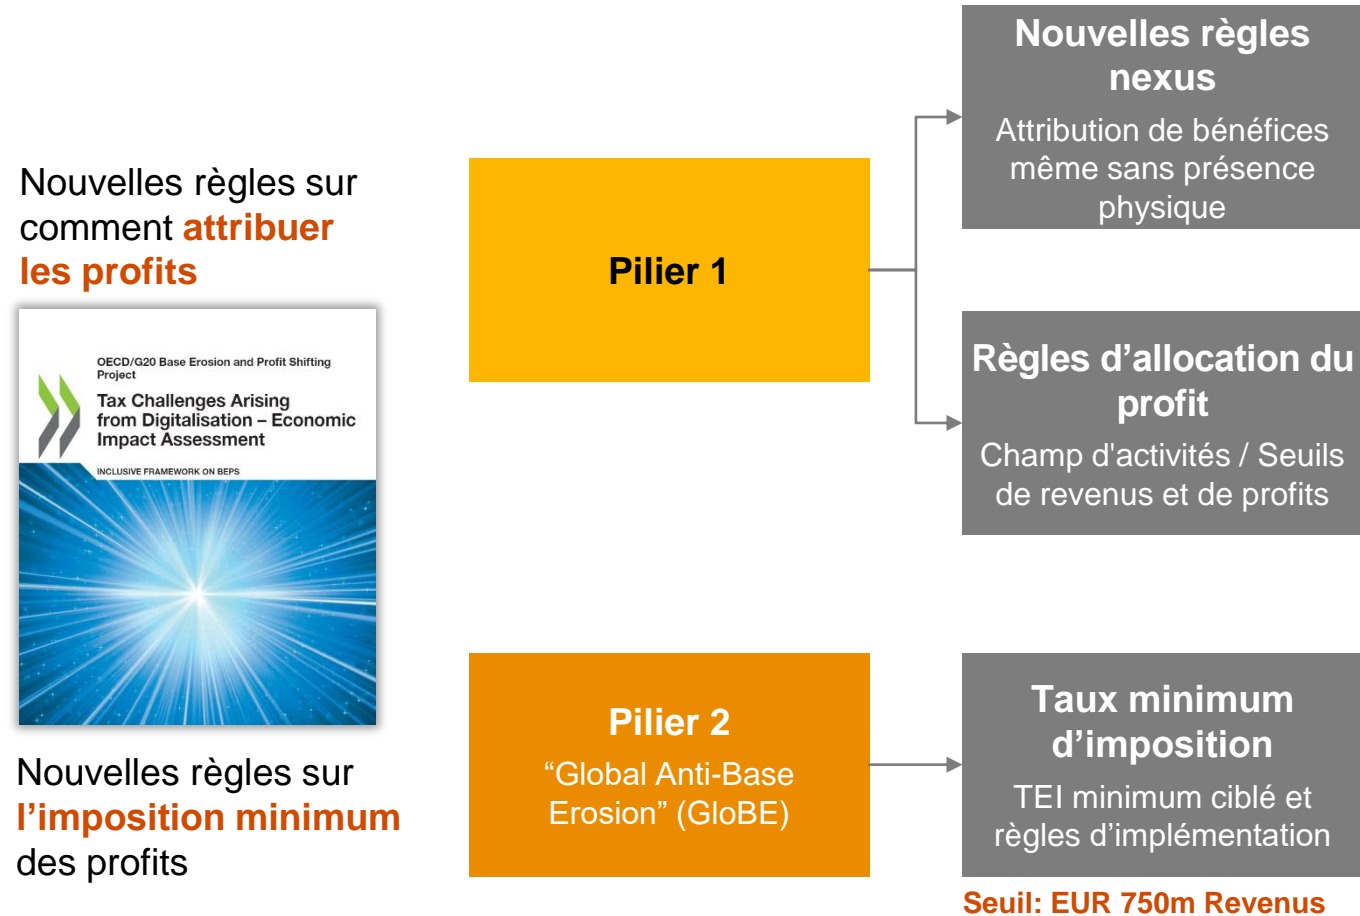 Nouvelles règles sur
comment attribuer
les profits
OECD/G20 Base Erosion and Profit Shifting
Project
Tax Challenges Arising
from Digitalisation – Economic
Impact Assessment
INCLUSIVE FRAMEWORK ON BEPS
Nouvelles règles sur
l’imposition minimum
des profits
Pilier 1
Nouvelles règles
nexus
Attribution de bénéfices
même sans présence
physique
Règles d’allocation du
profit
Champ d'activités / Seuils
de revenus et de profits
Pilier 2
“Global Anti-Base
Erosion” (GloBE)
Taux minimum
d’imposition
TEI minimum ciblé et
règles d’implémentation
Seuil: EUR 750m Revenus